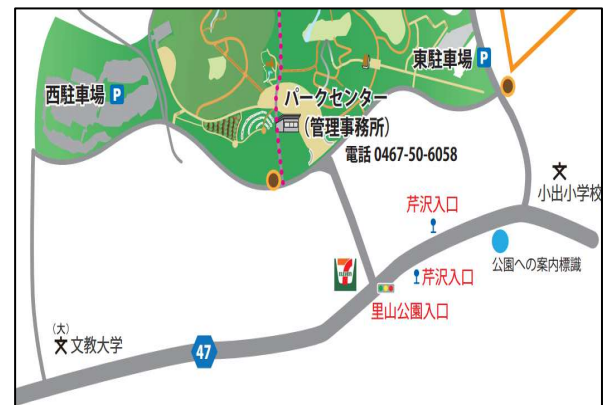 東駐車場 P
西駐車場 P
パークセンター
（管理事務所）
電話 0467-50-6058
文
小出小学校
芹沢入口
公園への案内標識
7
ELEVEN
芹沢入口
里山公園入口
(大)
文 文教大学
47